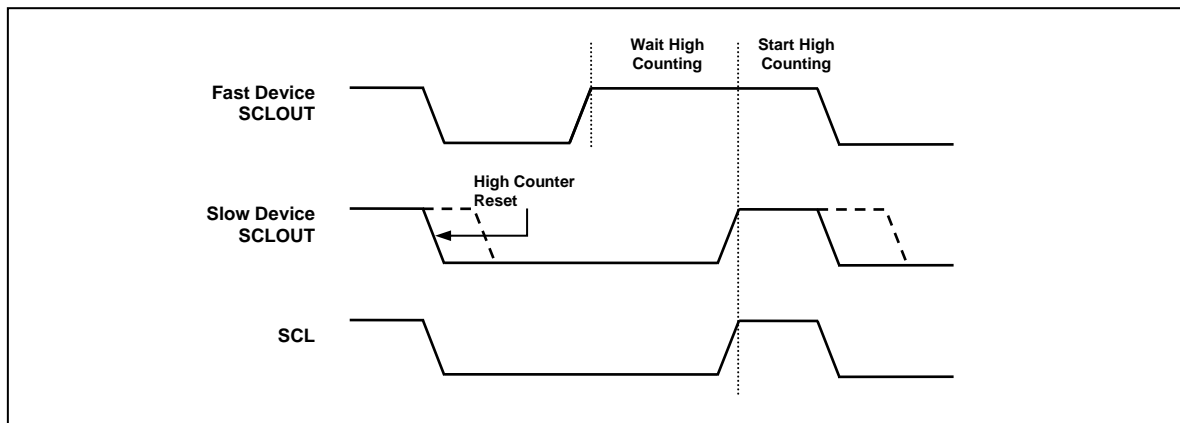 Wait High
Counting
Start High
Counting
Fast Device
SCLOUT
High Counter
Reset
Slow Device
SCLOUT
SCL